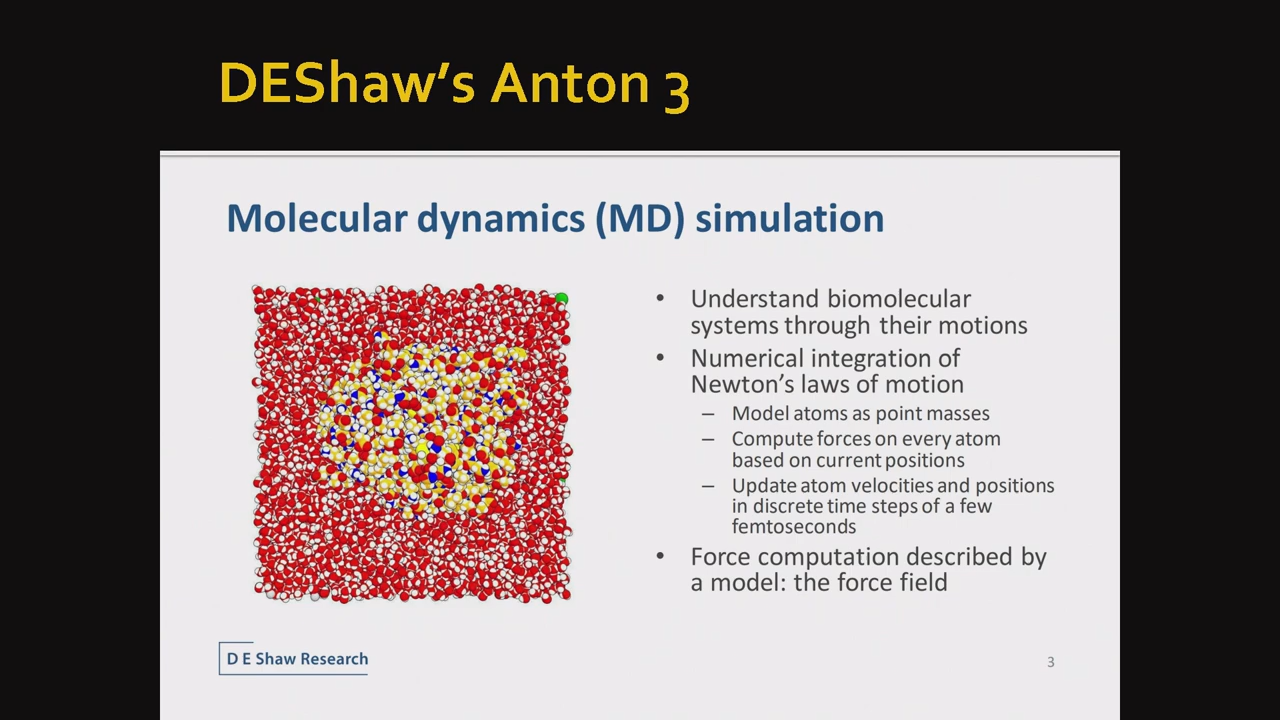 DEShaw’s Anton 3
Molecular dynamics (MD) simulation
• Understand biomolecular
systems through their motions
• Numerical integration of
Newton’s laws of motion
– Model atoms as point masses
– Compute forces on every atom
based on current positions
– Update atom velocities and positions
in discrete time steps of a few
femtoseconds
• Force computation described by
a model: the force field
D E Shaw Research
3